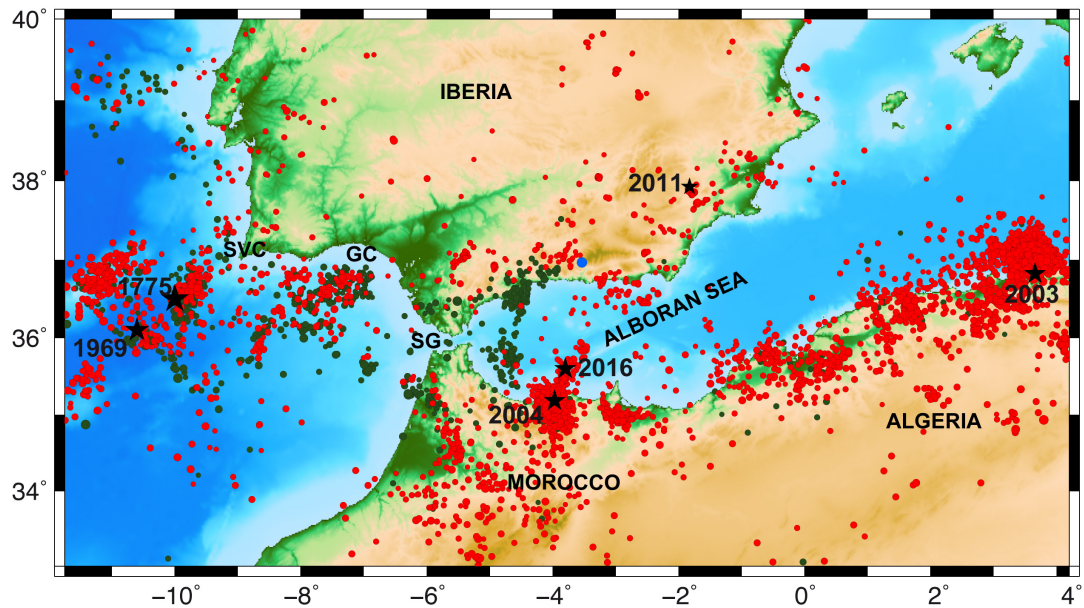 40°
IBERIA
2011
38°
SVC
GC
1775
2003
ALBORAN SEA
36°
SG
1969
2016
2004
ALGERIA
34°
MOROCCO
−10° −8° −6° −4° −2° 0° 2° 4°